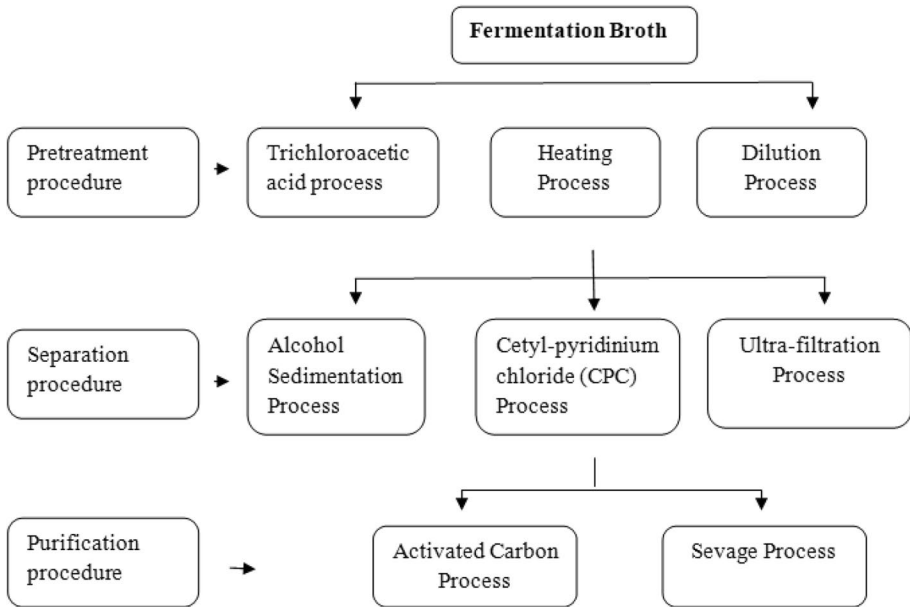 Fermentation Broth
Pretreatment
procedure
Trichloroacetic
acid process
Heating
Process
Dilution
Process
Separation
procedure
Alcohol
Sedimentation
Process
Cetyl-pyridinium
chloride (CPC)
Process
Ultra-filtration
Process
Purification
procedure
Activated Carbon
Process
Sevage Process